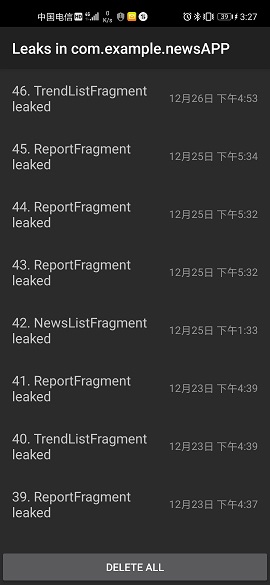 中国电信 HD 4G 0 K/s 39 3:27
Leaks in com.example.newsAPP
46. TrendListFragment
leaked
12月26日 下午4:53
45. ReportFragment
leaked
12月25日 下午5:34
44. ReportFragment
leaked
12月25日 下午5:32
43. ReportFragment
leaked
12月25日 下午5:32
42. NewsListFragment
leaked
12月25日 下午1:33
41. ReportFragment
leaked
12月23日 下午4:39
40. TrendListFragment
leaked
12月23日 下午4:39
39. ReportFragment
leaked
12月23日 下午4:37
DELETE ALL